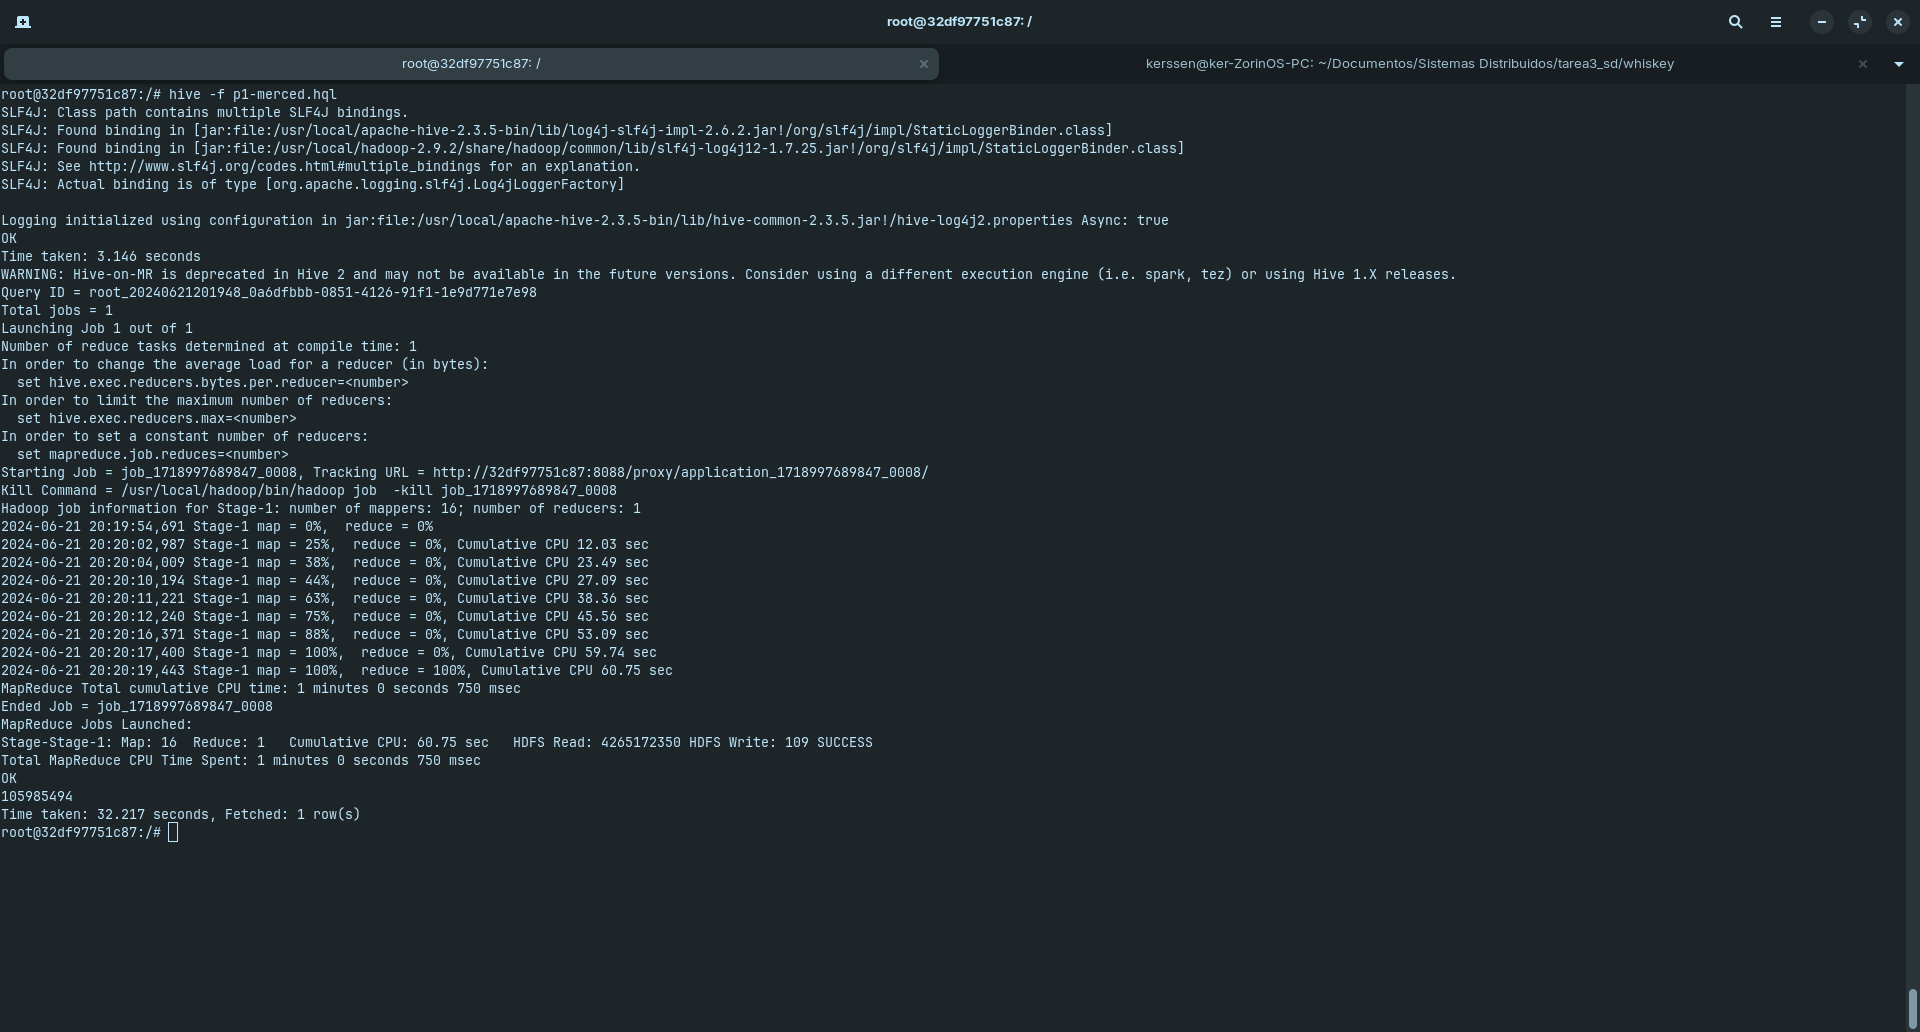 root@32df97751c87: /
root@32df97751c87: /
kerssen@ker-ZorinOS-PC: ~/Documentos/Sistemas Distribuidos/tarea3_sd/whiskey
root@32df97751c87:/# hive -f p1-merced.hql
SLF4J: Class path contains multiple SLF4J bindings.
SLF4J: Found binding in [jar:file:/usr/local/apache-hive-2.3.5-bin/lib/log4j-slf4j-impl-2.6.2.jar!/org/slf4j/impl/StaticLoggerBinder.class]
SLF4J: Found binding in [jar:file:/usr/local/hadoop-2.9.2/share/hadoop/common/lib/slf4j-log4j12-1.7.25.jar!/org/slf4j/impl/StaticLoggerBinder.class]
SLF4J: See http://www.slf4j.org/codes.html#multiple_bindings for an explanation.
SLF4J: Actual binding is of type [org.apache.logging.slf4j.Log4jLoggerFactory]
Logging initialized using configuration in jar:file:/usr/local/apache-hive-2.3.5-bin/lib/hive-common-2.3.5.jar!/hive-log4j2.properties Async: true
OK
Time taken: 3.146 seconds
WARNING: Hive-on-MR is deprecated in Hive 2 and may not be available in the future versions. Consider using a different execution engine (i.e. spark, tez) or using Hive 1.X releases.
Query ID = root_20240621201948_0a6dfbbb-0851-4126-91f1-1e9d771e7e98
Total jobs = 1
Launching Job 1 out of 1
Number of reduce tasks determined at compile time: 1
In order to change the average load for a reducer (in bytes):
  set hive.exec.reducers.bytes.per.reducer=<number>
In order to limit the maximum number of reducers:
  set hive.exec.reducers.max=<number>
In order to set a constant number of reducers:
  set mapreduce.job.reduces=<number>
Starting Job = job_1718997689847_0008, Tracking URL = http://32df97751c87:8088/proxy/application_1718997689847_0008/
Kill Command = /usr/local/hadoop/bin/hadoop job  -kill job_1718997689847_0008
Hadoop job information for Stage-1: number of mappers: 16; number of reducers: 1
2024-06-21 20:19:54,691 Stage-1 map = 0%,  reduce = 0%
2024-06-21 20:20:02,987 Stage-1 map = 25%,  reduce = 0%, Cumulative CPU 12.03 sec
2024-06-21 20:20:04,009 Stage-1 map = 38%,  reduce = 0%, Cumulative CPU 23.49 sec
2024-06-21 20:20:10,194 Stage-1 map = 44%,  reduce = 0%, Cumulative CPU 27.09 sec
2024-06-21 20:20:11,221 Stage-1 map = 63%,  reduce = 0%, Cumulative CPU 38.36 sec
2024-06-21 20:20:12,240 Stage-1 map = 75%,  reduce = 0%, Cumulative CPU 45.56 sec
2024-06-21 20:20:16,371 Stage-1 map = 88%,  reduce = 0%, Cumulative CPU 53.09 sec
2024-06-21 20:20:17,400 Stage-1 map = 100%,  reduce = 0%, Cumulative CPU 59.74 sec
2024-06-21 20:20:19,443 Stage-1 map = 100%,  reduce = 100%, Cumulative CPU 60.75 sec
MapReduce Total cumulative CPU time: 1 minutes 0 seconds 750 msec
Ended Job = job_1718997689847_0008
MapReduce Jobs Launched:
Stage-Stage-1: Map: 16  Reduce: 1   Cumulative CPU: 60.75 sec   HDFS Read: 4265172350 HDFS Write: 109 SUCCESS
Total MapReduce CPU Time Spent: 1 minutes 0 seconds 750 msec
OK
105985494
Time taken: 32.217 seconds, Fetched: 1 row(s)
root@32df97751c87:/#